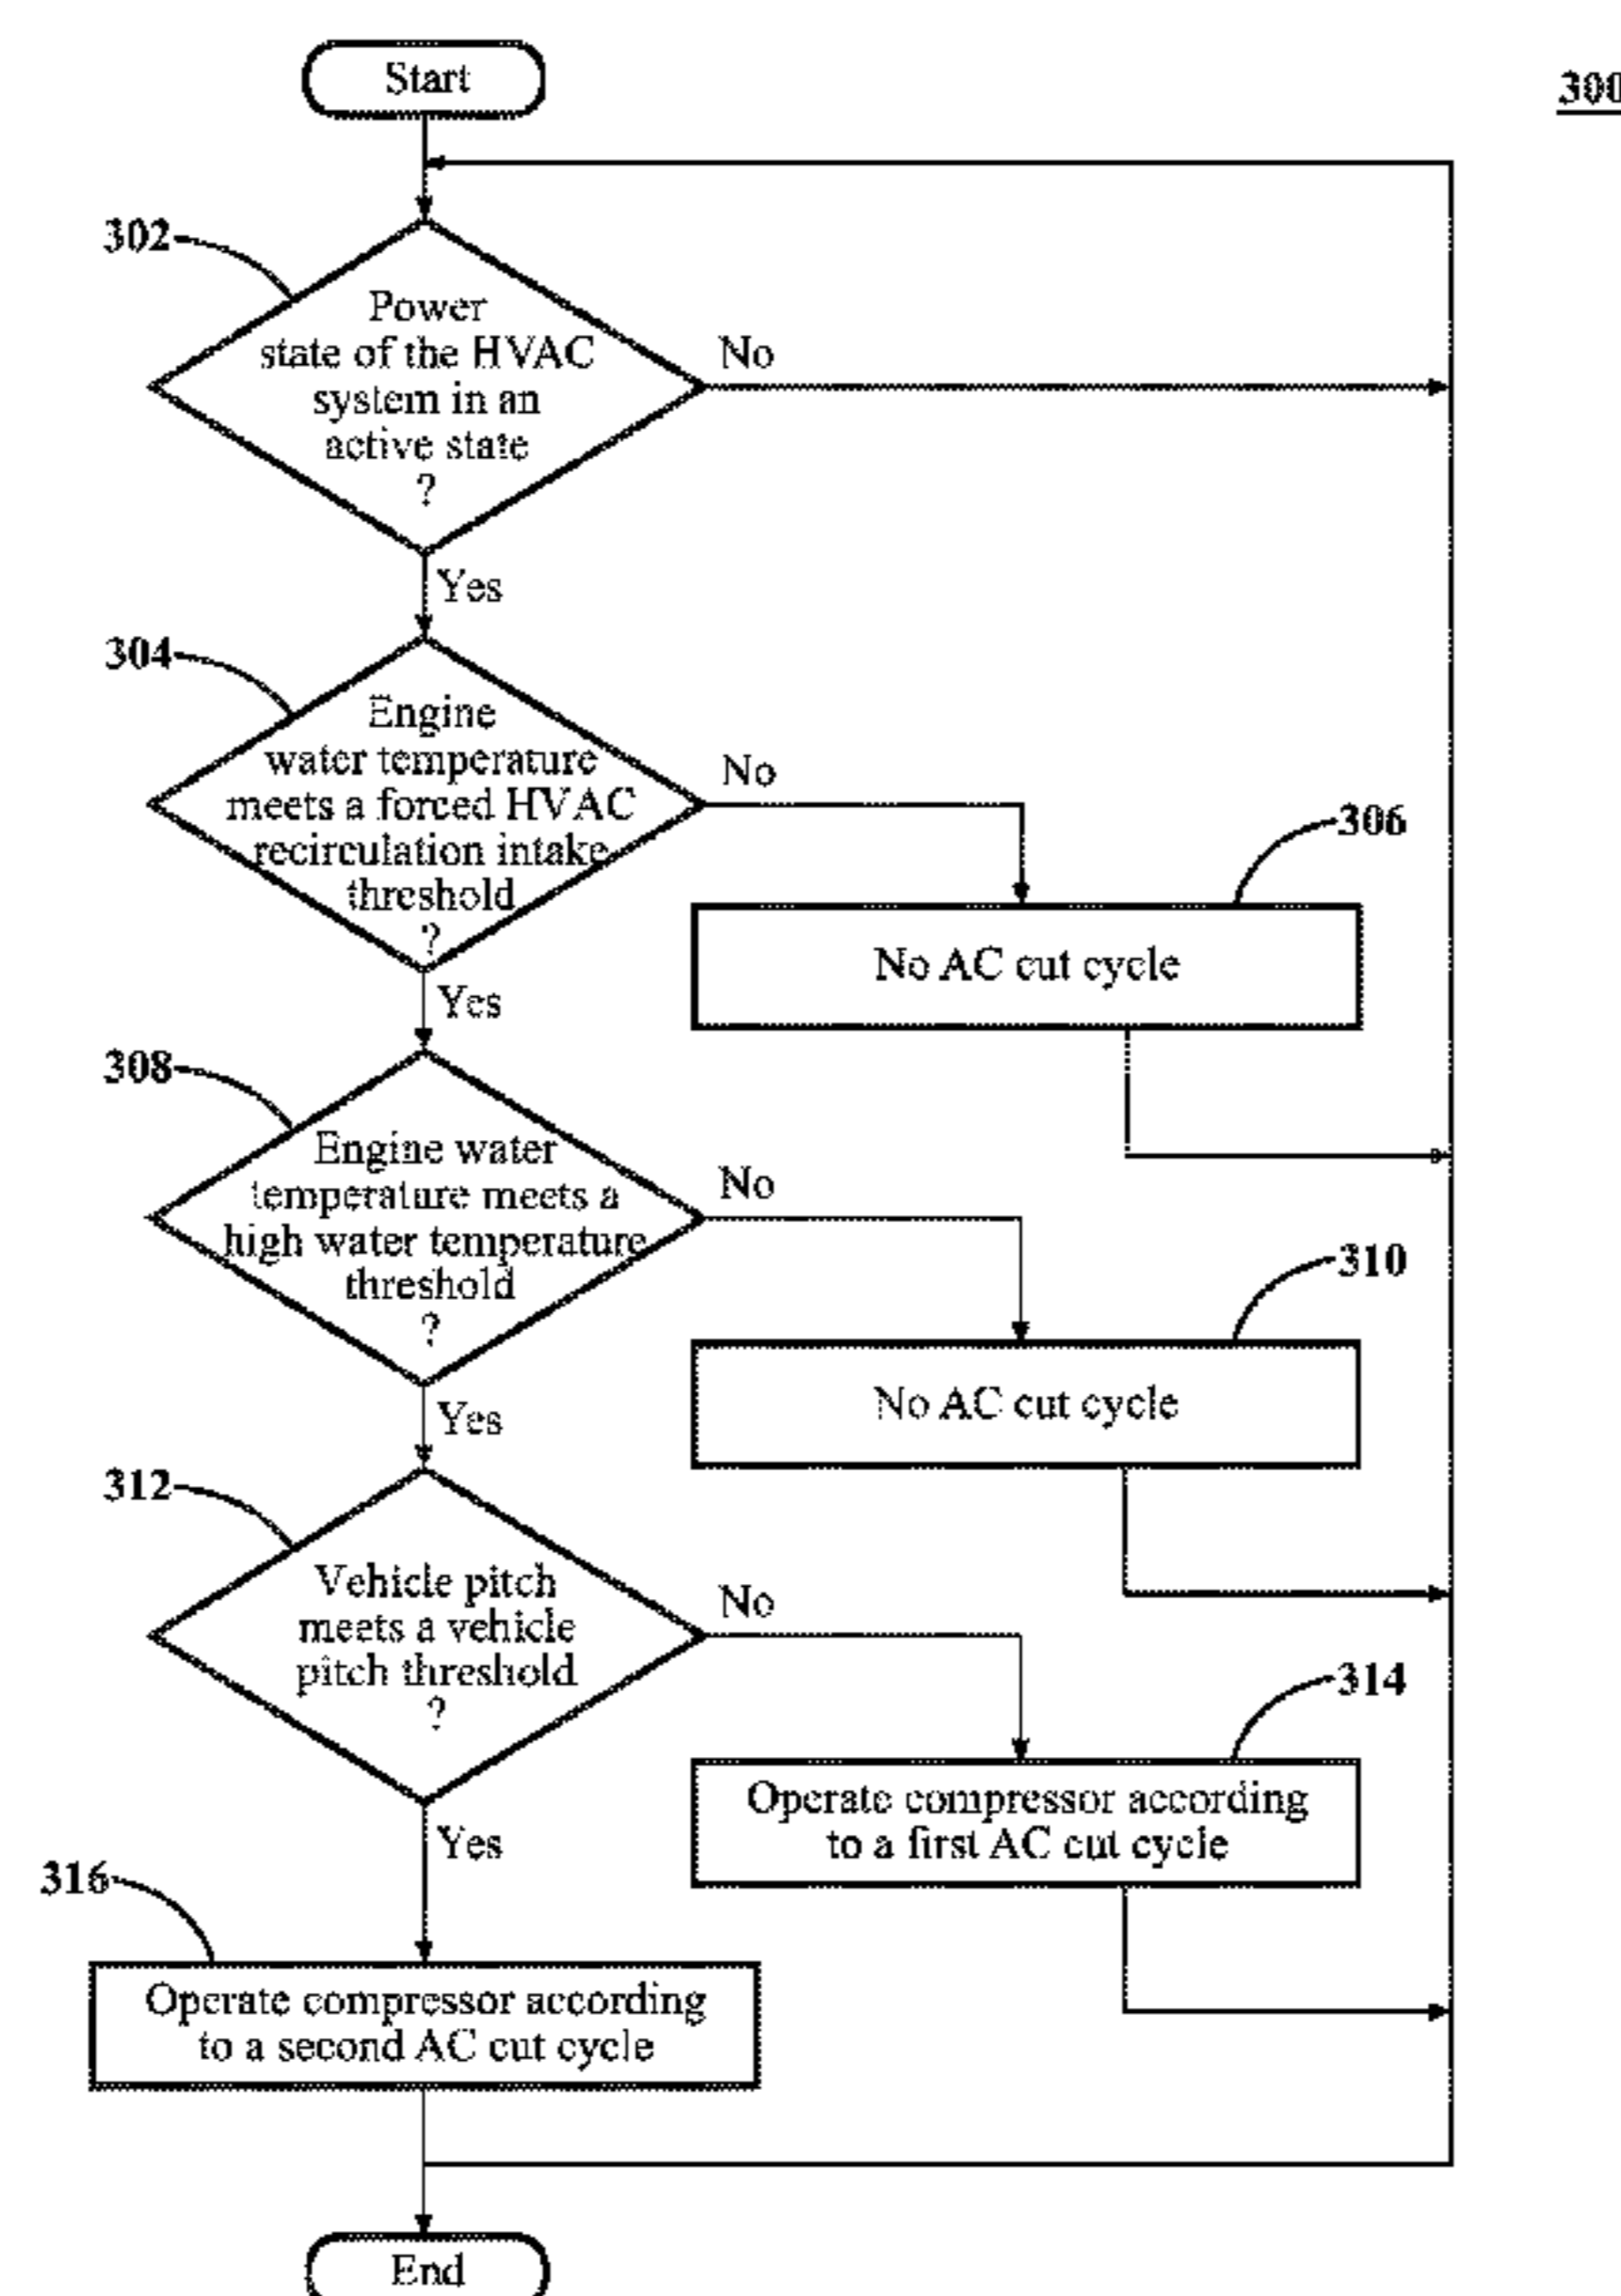 Start
300
302
Power
state of the HVAC
system in an
active state
?
No
Yes
304
Engine
water temperature
meets a forced HVAC
recirculation intake
threshold
?
No
306
No AC cut cycle
Yes
308
Engine water
temperature meets a
high water temperature
threshold
?
No
310
No AC cut cycle
Yes
312
Vehicle pitch
meets a vehicle
pitch threshold
?
No
314
Operate compressor according
to a first AC cut cycle
Yes
316
Operate compressor according
to a second AC cut cycle
End